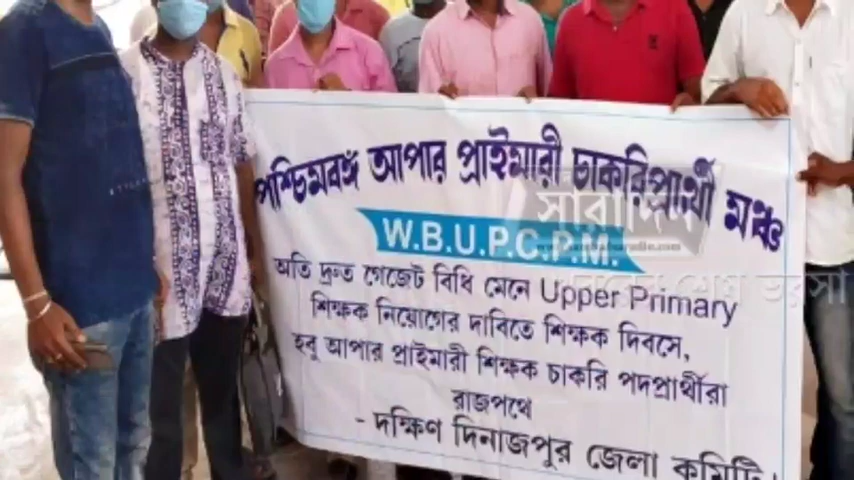 পশ্চিমবঙ্গ আপার প্রাইমারী চাকরিপ্রার্থী মঞ্চ
W.B.U.P.C.P.M.
অতি দ্রুত গেজেট বিধি মেনে Upper Primary
শিক্ষক নিয়োগের দাবিতে শিক্ষক দিবসে,
হবু আপার প্রাইমারী শিক্ষক চাকরি পদপ্রার্থীরা
রাজপথে
- দক্ষিণ দিনাজপুর জেলা কমিটি।
সারাদিন